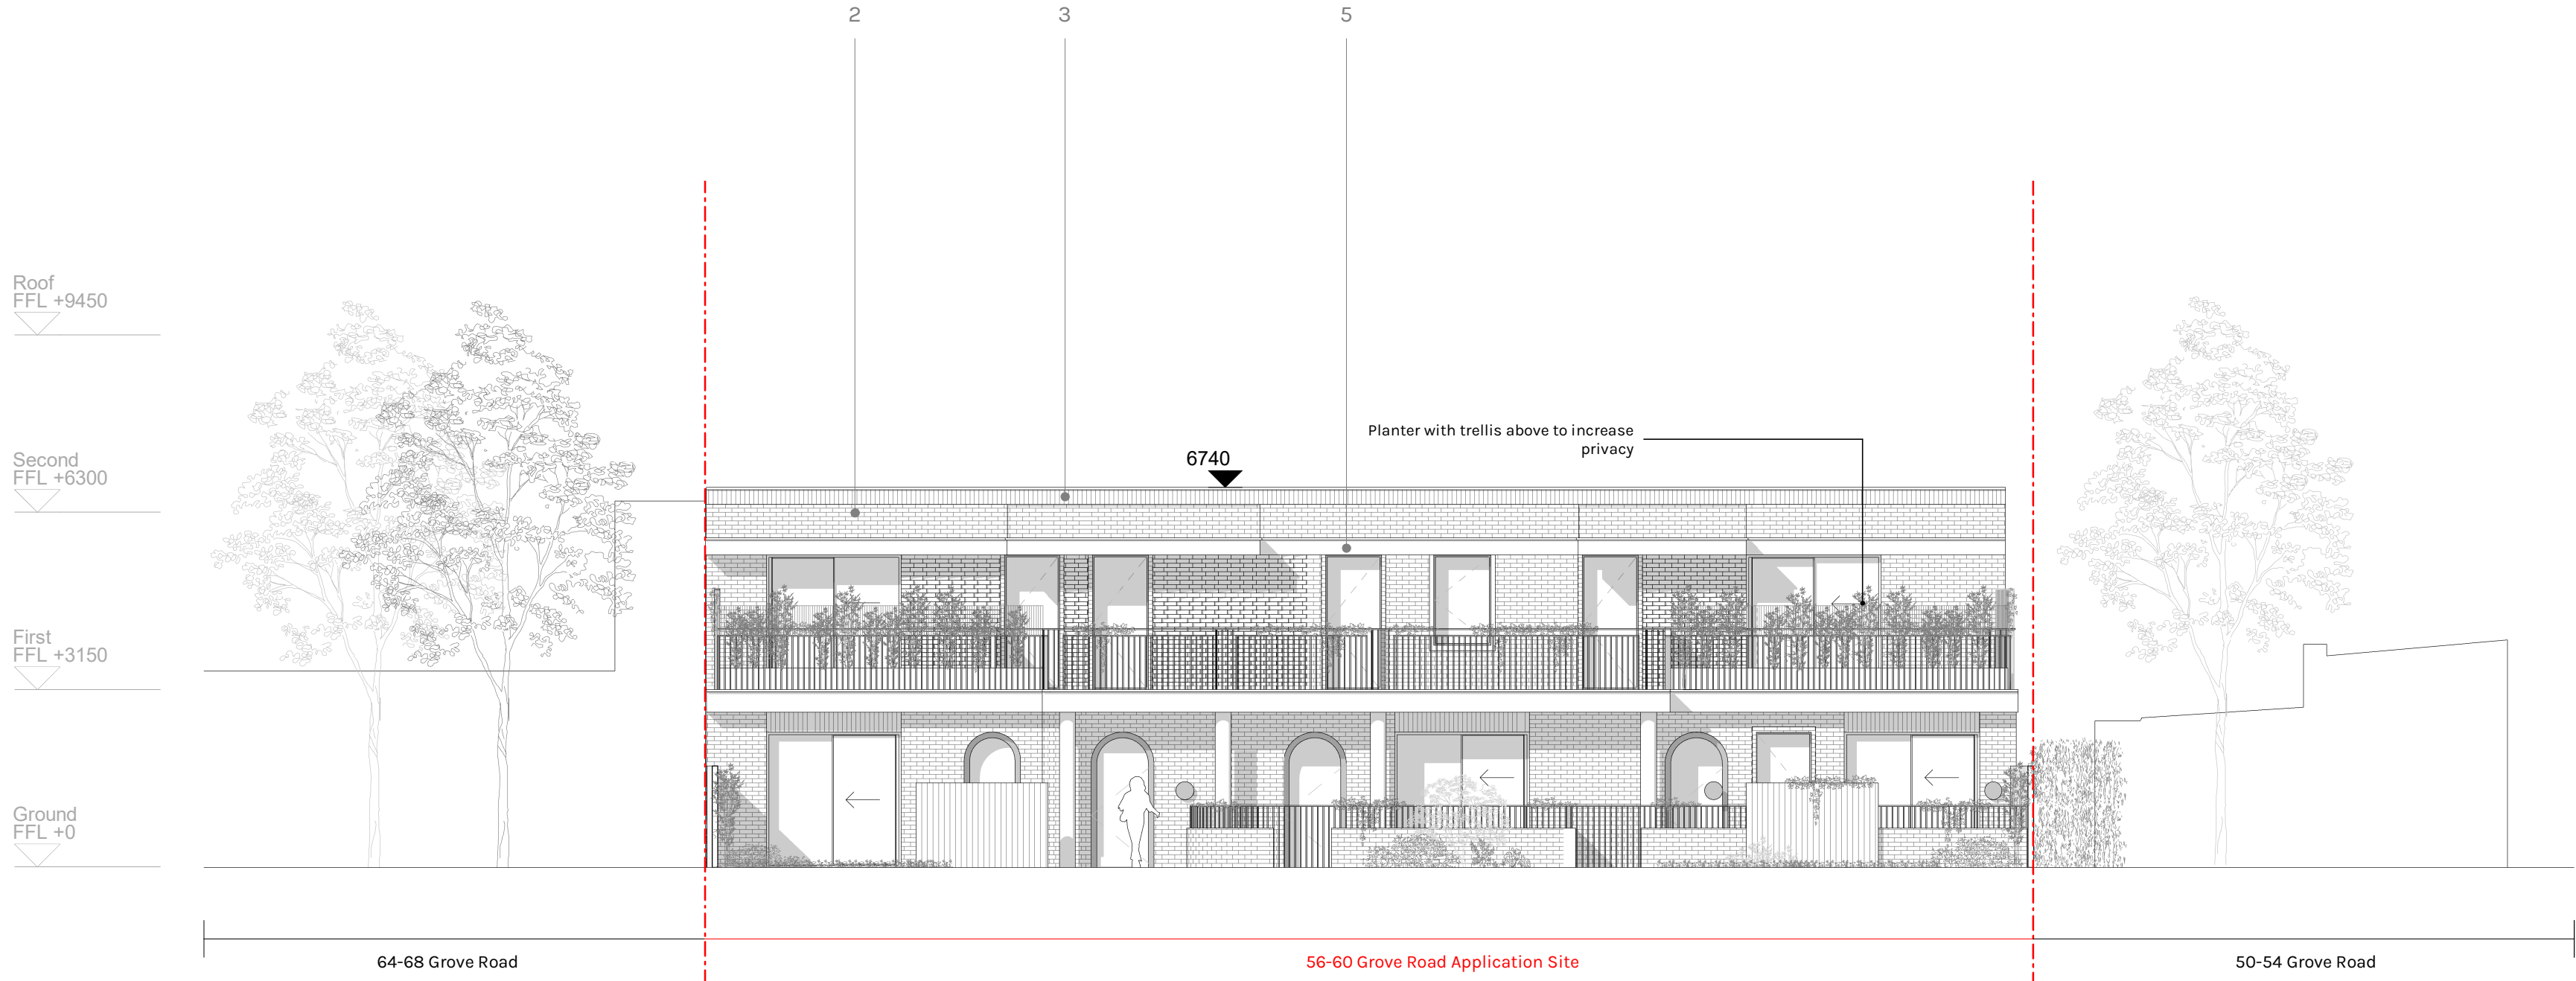 2
3
5
Roof
FFL +9450
Planter with trellis above to increase
privacy
Second
FFL +6300
6740
First
FFL +3150
Ground
FFL +0
64-68 Grove Road
56-60 Grove Road Application Site
50-54 Grove Road